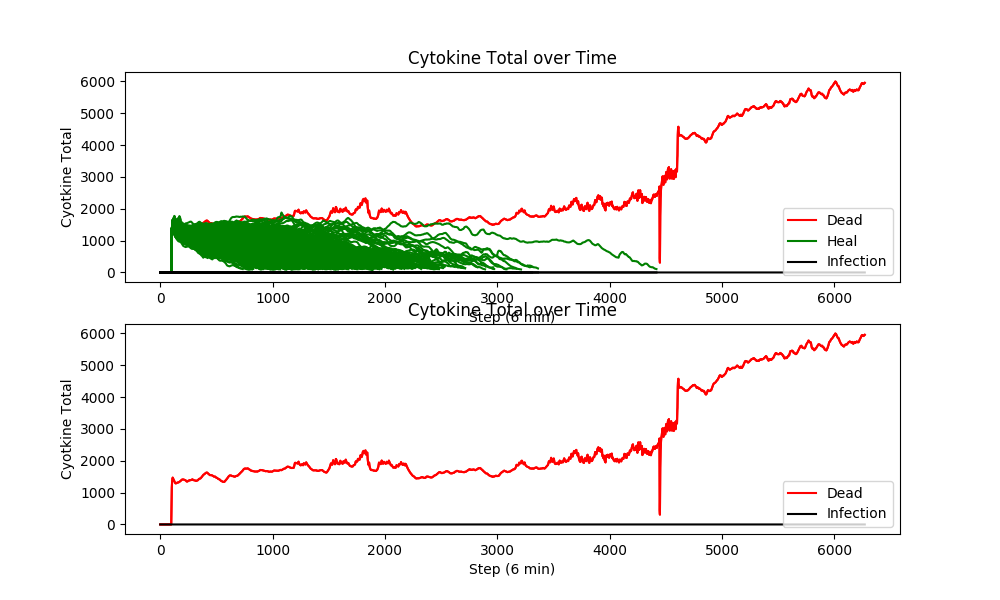 Cytokine Total over Time
6000
5000
4000
3000
2000
1000
0
Cyotkine Total
Dead
Heal
Infection
0 1000 2000 3000 4000 5000 6000
Step (6 min)
Cytokine Total over Time
6000
5000
4000
3000
2000
1000
0
Cyotkine Total
Dead
Infection
0 1000 2000 3000 4000 5000 6000
Step (6 min)